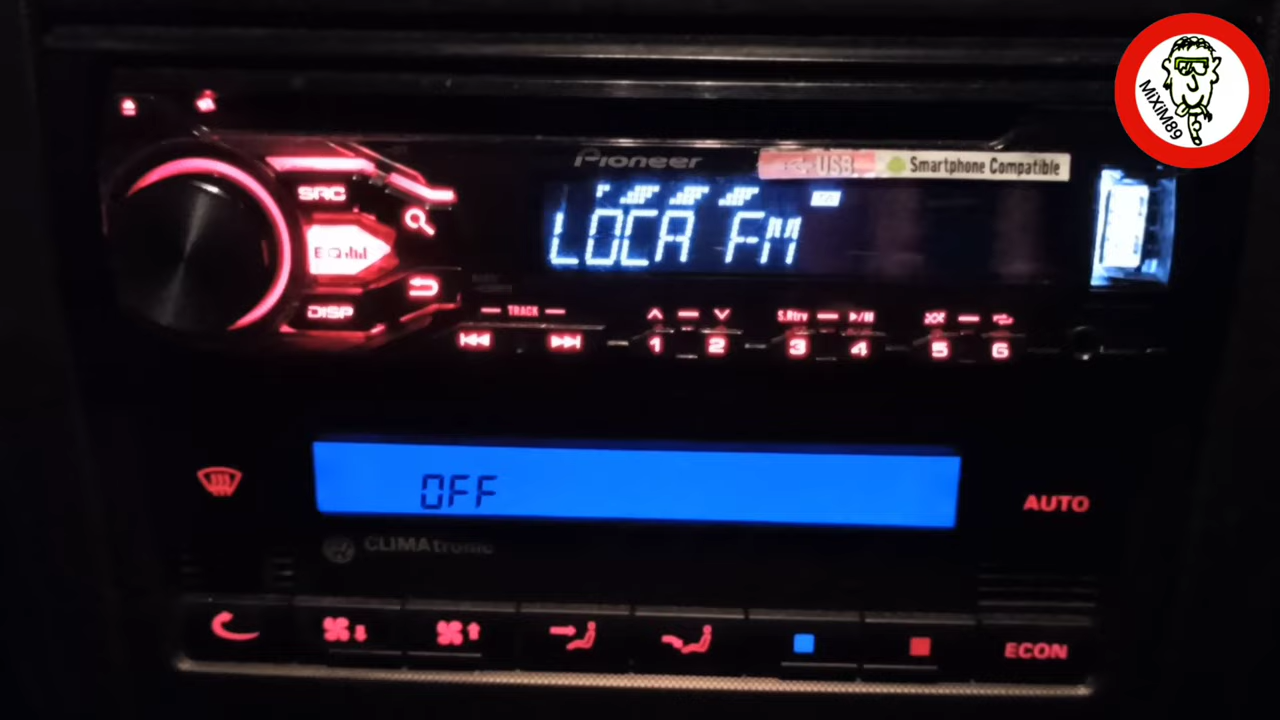 MiXiM89
Pioneer
USB Smartphone Compatible
SRC
LOCA FM
EQ
DISP
TRACK
S.Rtrv
1 2 3 4 5 6
OFF
AUTO
CLIMAtronic
ECON